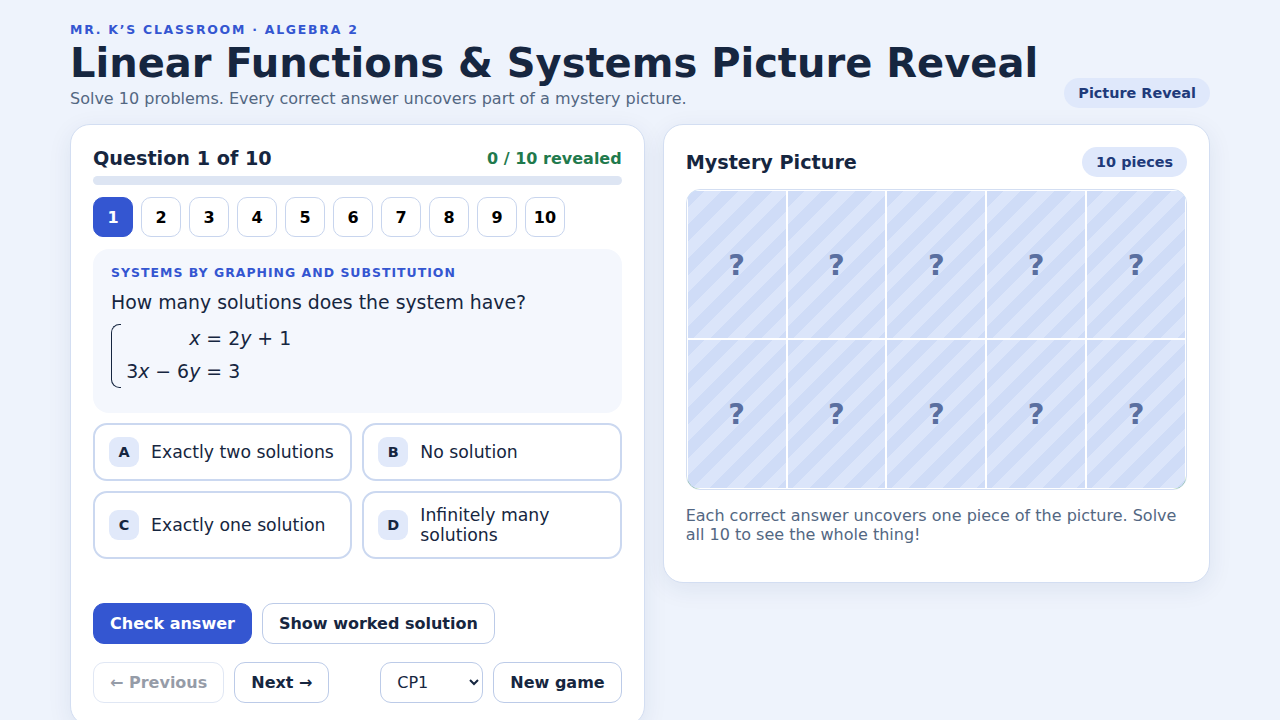 MR. K’S CLASSROOM · ALGEBRA 2
Linear Functions & Systems Picture Reveal
Solve 10 problems. Every correct answer uncovers part of a mystery picture.
Picture Reveal
Question 1 of 10
0 / 10 revealed
1 2 3 4 5 6 7 8 9 10
SYSTEMS BY GRAPHING AND SUBSTITUTION
How many solutions does the system have?
x = 2y + 1
3x − 6y = 3
A Exactly two solutions
B No solution
C Exactly one solution
D Infinitely many
solutions
Check answer
Show worked solution
← Previous
Next →
CP1
New game
Mystery Picture
10 pieces
? ? ? ? ?
? ? ? ? ?
Each correct answer uncovers one piece of the picture. Solve
all 10 to see the whole thing!